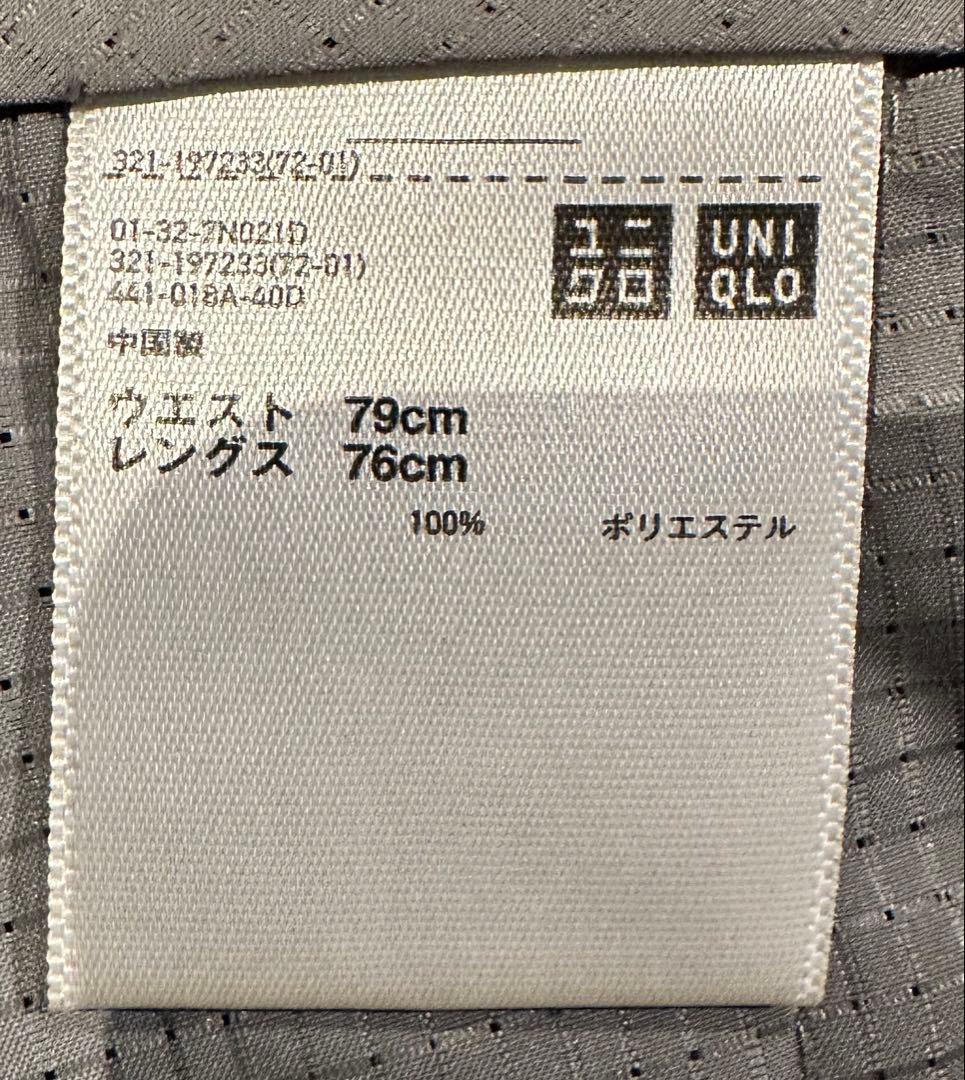 321-197233(72-01)
ユニクロ
UNIQLO
01-32-2N021D
321-197233(72-01)
441-018A-40D
中国製
ウエスト 79cm
レングス 76cm
100% ポリエステル